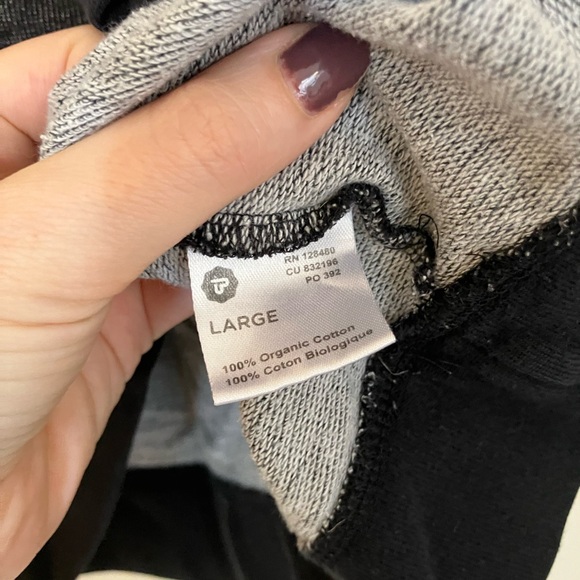 RN 128480
CU 832196
PO 392
LARGE
100% Organic Cotton
100% Coton Biologique